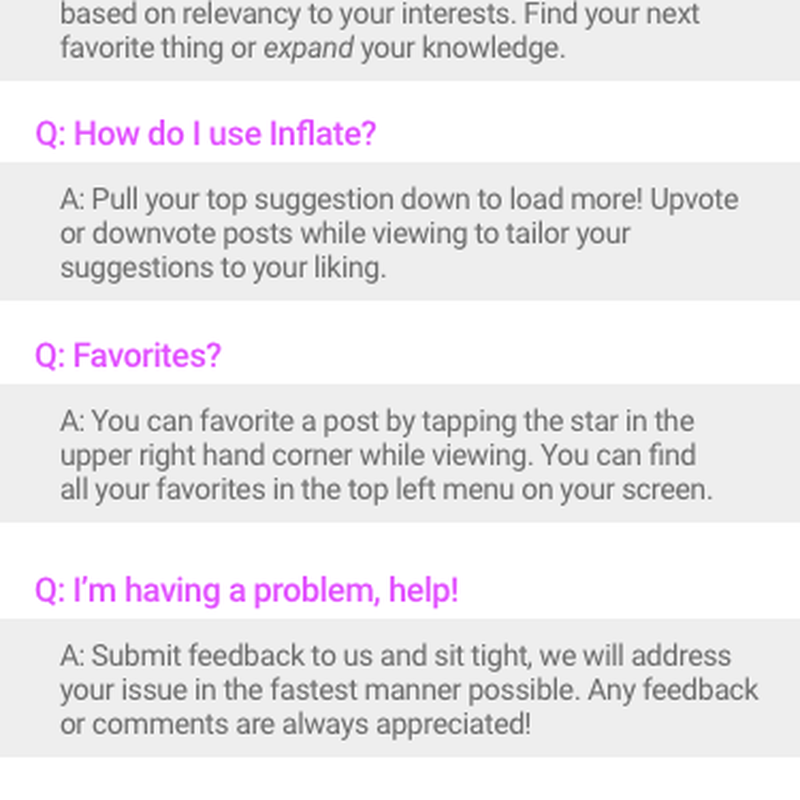 based on relevancy to your interests. Find your next
favorite thing or expand your knowledge.
Q: How do I use Inflate?
A: Pull your top suggestion down to load more! Upvote
or downvote posts while viewing to tailor your
suggestions to your liking.
Q: Favorites?
A: You can favorite a post by tapping the star in the
upper right hand corner while viewing. You can find
all your favorites in the top left menu on your screen.
Q: I’m having a problem, help!
A: Submit feedback to us and sit tight, we will address
your issue in the fastest manner possible. Any feedback
or comments are always appreciated!